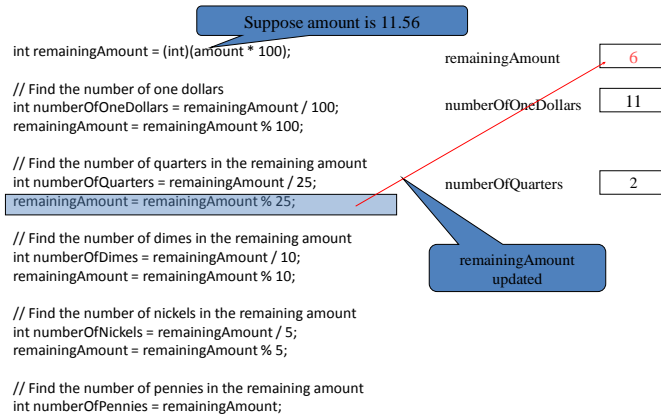 Suppose amount is 11.56
int remainingAmount = (int)(amount * 100);
remainingAmount 6
// Find the number of one dollars
int numberOfOneDollars = remainingAmount / 100;
remainingAmount = remainingAmount % 100;
numberOfOneDollars 11
// Find the number of quarters in the remaining amount
int numberOfQuarters = remainingAmount / 25;
remainingAmount = remainingAmount % 25;
numberOfQuarters 2
remainingAmount
updated
// Find the number of dimes in the remaining amount
int numberOfDimes = remainingAmount / 10;
remainingAmount = remainingAmount % 10;
// Find the number of nickels in the remaining amount
int numberOfNickels = remainingAmount / 5;
remainingAmount = remainingAmount % 5;
// Find the number of pennies in the remaining amount
int numberOfPennies = remainingAmount;